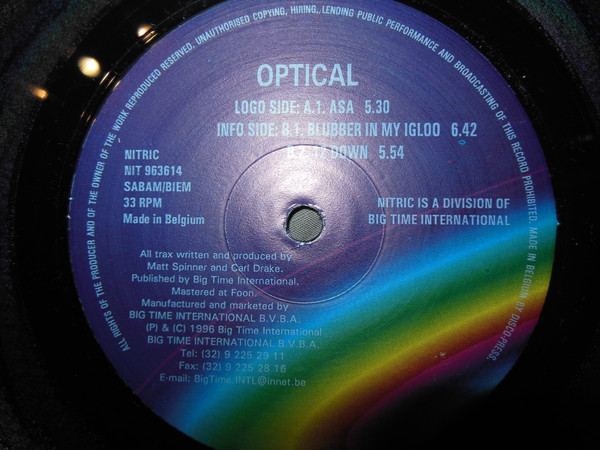 ALL RIGHTS OF THE PRODUCER AND OF THE OWNER OF THE WORK REPRODUCED RESERVED. UNAUTHORISED COPYING, HIRING, LENDING PUBLIC PERFORMANCE AND BROADCASTING OF THIS RECORD PROHIBITED. MADE IN BELGIUM BY DISCO-PRESS.
OPTICAL
LOGO SIDE: A.1. ASA 5.30
INFO SIDE: B.1. BLUBBER IN MY IGLOO 6.42
DOWN 5.54
NITRIC
NIT 963614
SABAM/BIEM
33 RPM
Made in Belgium
NITRIC IS A DIVISION OF
BIG TIME INTERNATIONAL
All trax written and produced by
Matt Spinner and Carl Drake.
Published by Big Time International.
Mastered at Foon.
Manufactured and marketed by
BIG TIME INTERNATIONAL B.V.B.A.
(P) & (C) 1996 Big Time International
BIG TIME INTERNATIONAL B.V.B.A.
Tel: (32) 9 225 29 11
Fax: (32) 9 225 28 16
E-mail: BigTime.INTL@innet.be